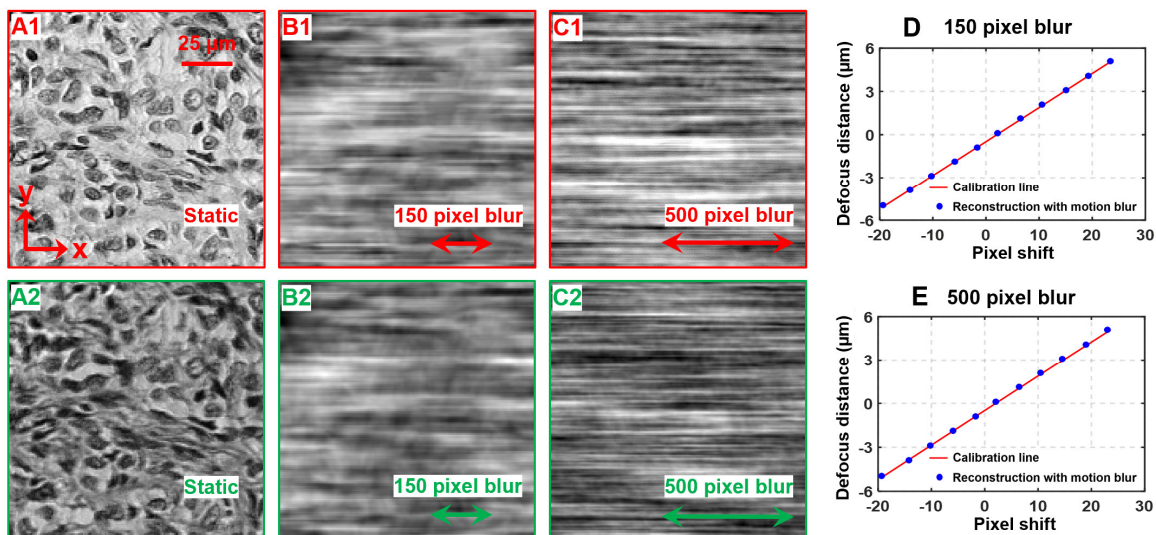 A1
25 µm
y
x
Static
B1
150 pixel blur
C1
500 pixel blur
D 150 pixel blur
Defocus distance (µm)
6
3
0
-3
-6
Calibration line
Reconstruction with motion blur
-20 -10 0 10 20 30
Pixel shift
A2
Static
B2
150 pixel blur
C2
500 pixel blur
E 500 pixel blur
Defocus distance (µm)
6
3
0
-3
-6
Calibration line
Reconstruction with motion blur
-20 -10 0 10 20 30
Pixel shift